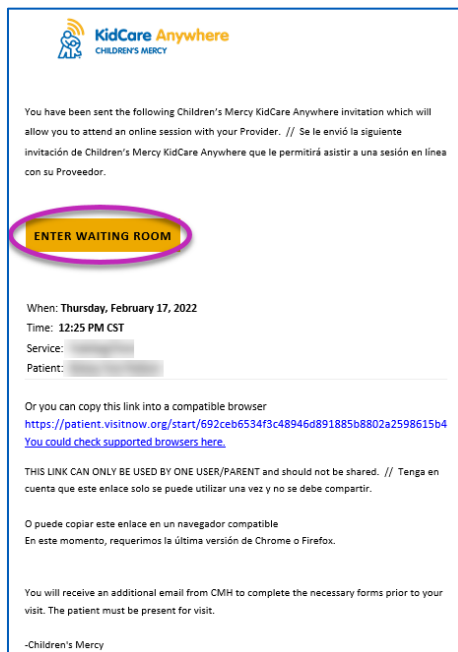 KidCare Anywhere
CHILDREN'S MERCY
You have been sent the following Children's Mercy KidCare Anywhere invitation which will
allow you to attend an online session with your Provider. // Se le envió la siguiente
invitación de Children's Mercy KidCare Anywhere que le permitirá asistir a una sesión en línea
con su Proveedor.
ENTER WAITING ROOM
When: Thursday, February 17, 2022
Time: 12:25 PM CST
Service:
Patient:
Or you can copy this link into a compatible browser
https://patient.visitnow.org/start/692ceb6534f3c48946d891885b8802a2598615b4
You could check supported browsers here.
THIS LINK CAN ONLY BE USED BY ONE USER/PARENT and should not be shared. // Tenga en
cuenta que este enlace solo se puede utilizar una vez y no se debe compartir.
O puede copiar este enlace en un navegador compatible
En este momento, requerimos la última versión de Chrome o Firefox.
You will receive an additional email from CMH to complete the necessary forms prior to your
visit. The patient must be present for visit.
-Children's Mercy